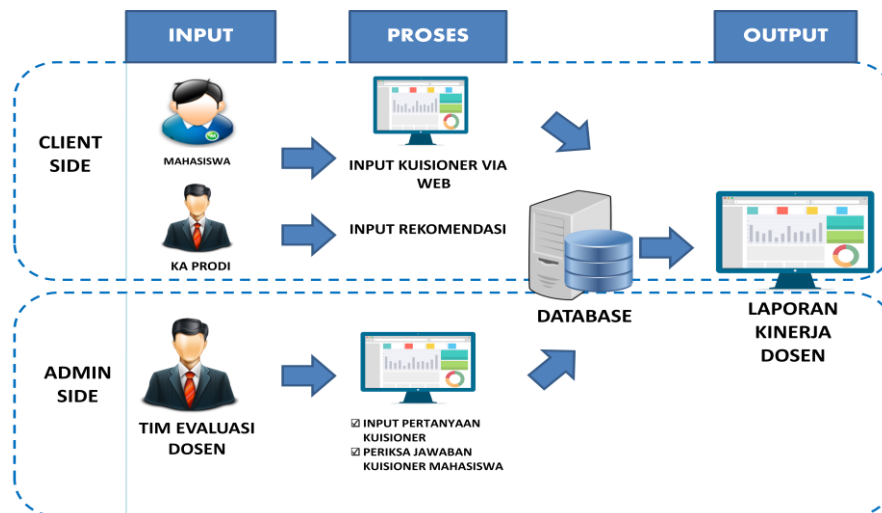 INPUT
PROSES
OUTPUT
CLIENT
SIDE
MAHASISWA
INPUT KUISIONER VIA
WEB
KA PRODI
INPUT REKOMENDASI
DATABASE
LAPORAN
KINERJA
DOSEN
ADMIN
SIDE
TIM EVALUASI
DOSEN
☑ INPUT PERTANYAAN
KUISIONER
☑ PERIKSA JAWABAN
KUISIONER MAHASISWA